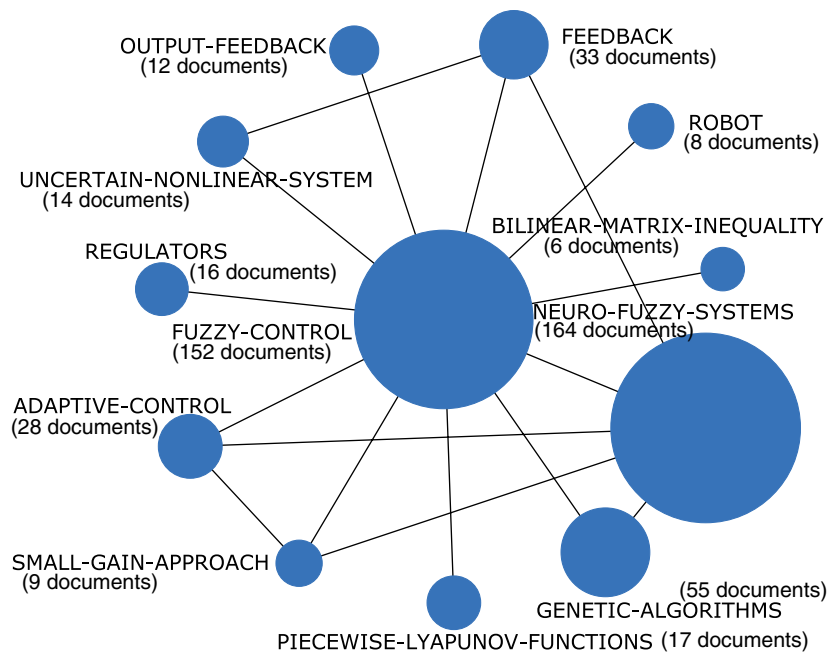 OUTPUT-FEEDBACK
(12 documents)
FEEDBACK
(33 documents)
ROBOT
(8 documents)
UNCERTAIN-NONLINEAR-SYSTEM
(14 documents)
BILINEAR-MATRIX-INEQUALITY
(6 documents)
REGULATORS
(16 documents)
NEURO-FUZZY-SYSTEMS
(164 documents)
FUZZY-CONTROL
(152 documents)
ADAPTIVE-CONTROL
(28 documents)
SMALL-GAIN-APPROACH
(9 documents)
(55 documents)
GENETIC-ALGORITHMS
PIECEWISE-LYAPUNOV-FUNCTIONS (17 documents)